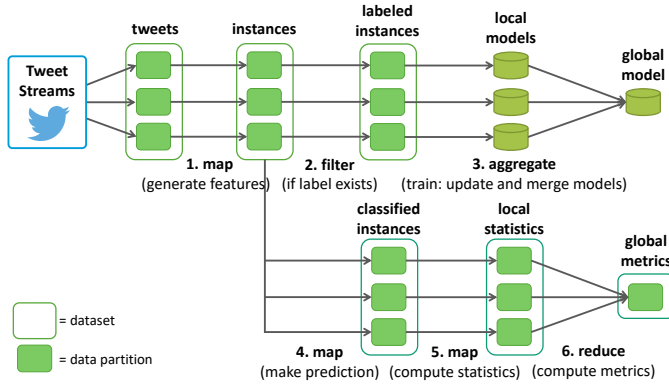 tweets
instances
labeled
instances
local
models
global
model
Tweet
Streams
1. map
(generate features)
2. filter
(if label exists)
3. aggregate
(train: update and merge models)
classified
instances
local
statistics
global
metrics
= dataset
= data partition
4. map
(make prediction)
5. map
(compute statistics)
6. reduce
(compute metrics)